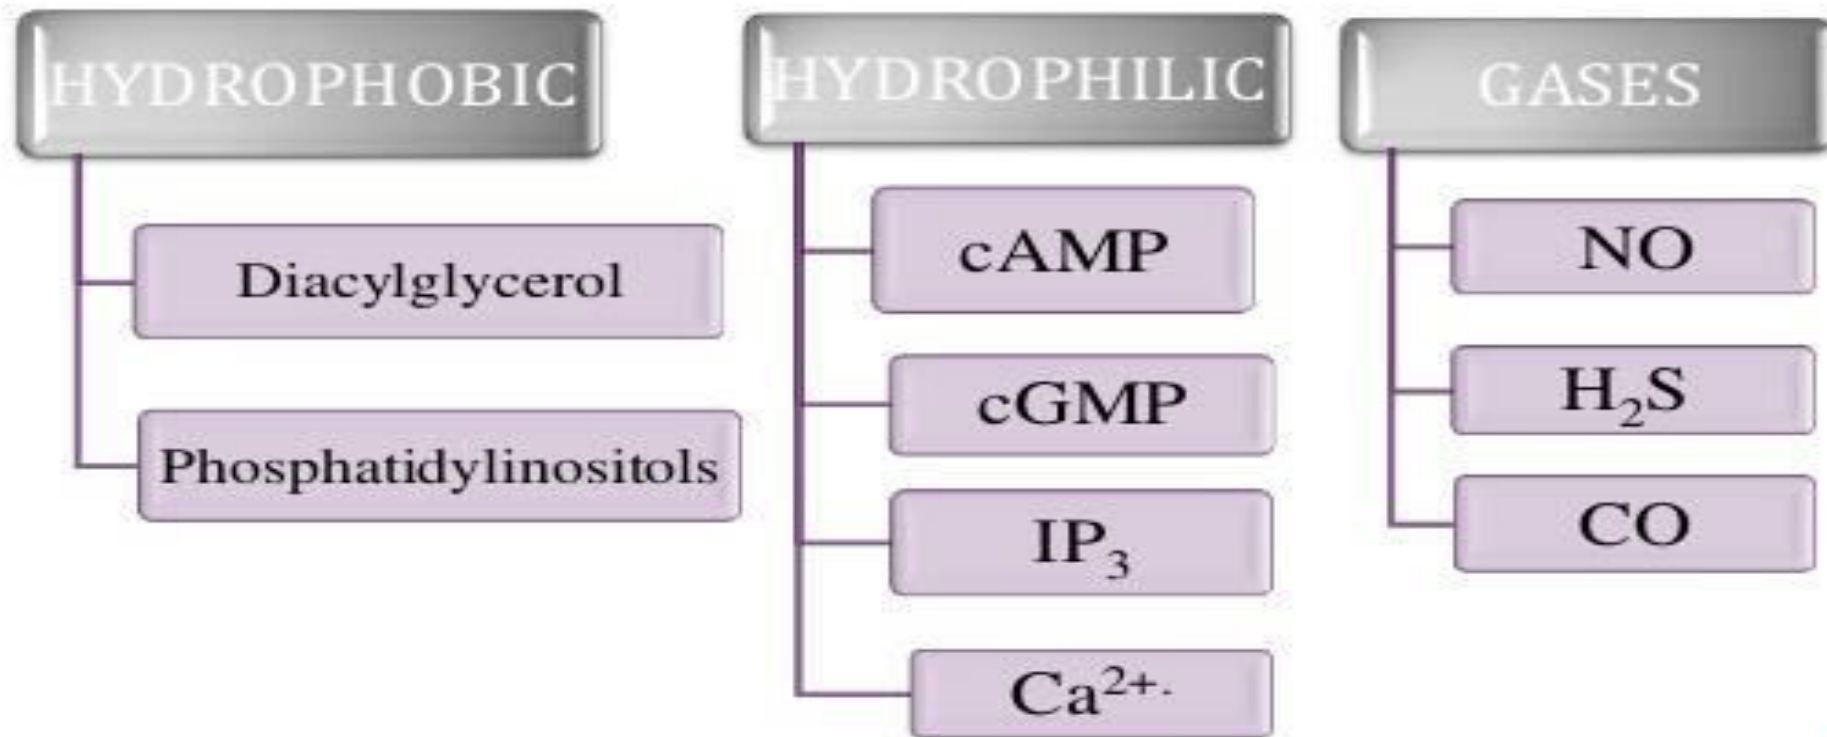 HYDROPHOBIC
Diacylglycerol
Phosphatidylinositols
HYDROPHILIC
cAMP
cGMP
IP₃
Ca²⁺·
GASES
NO
H₂S
CO